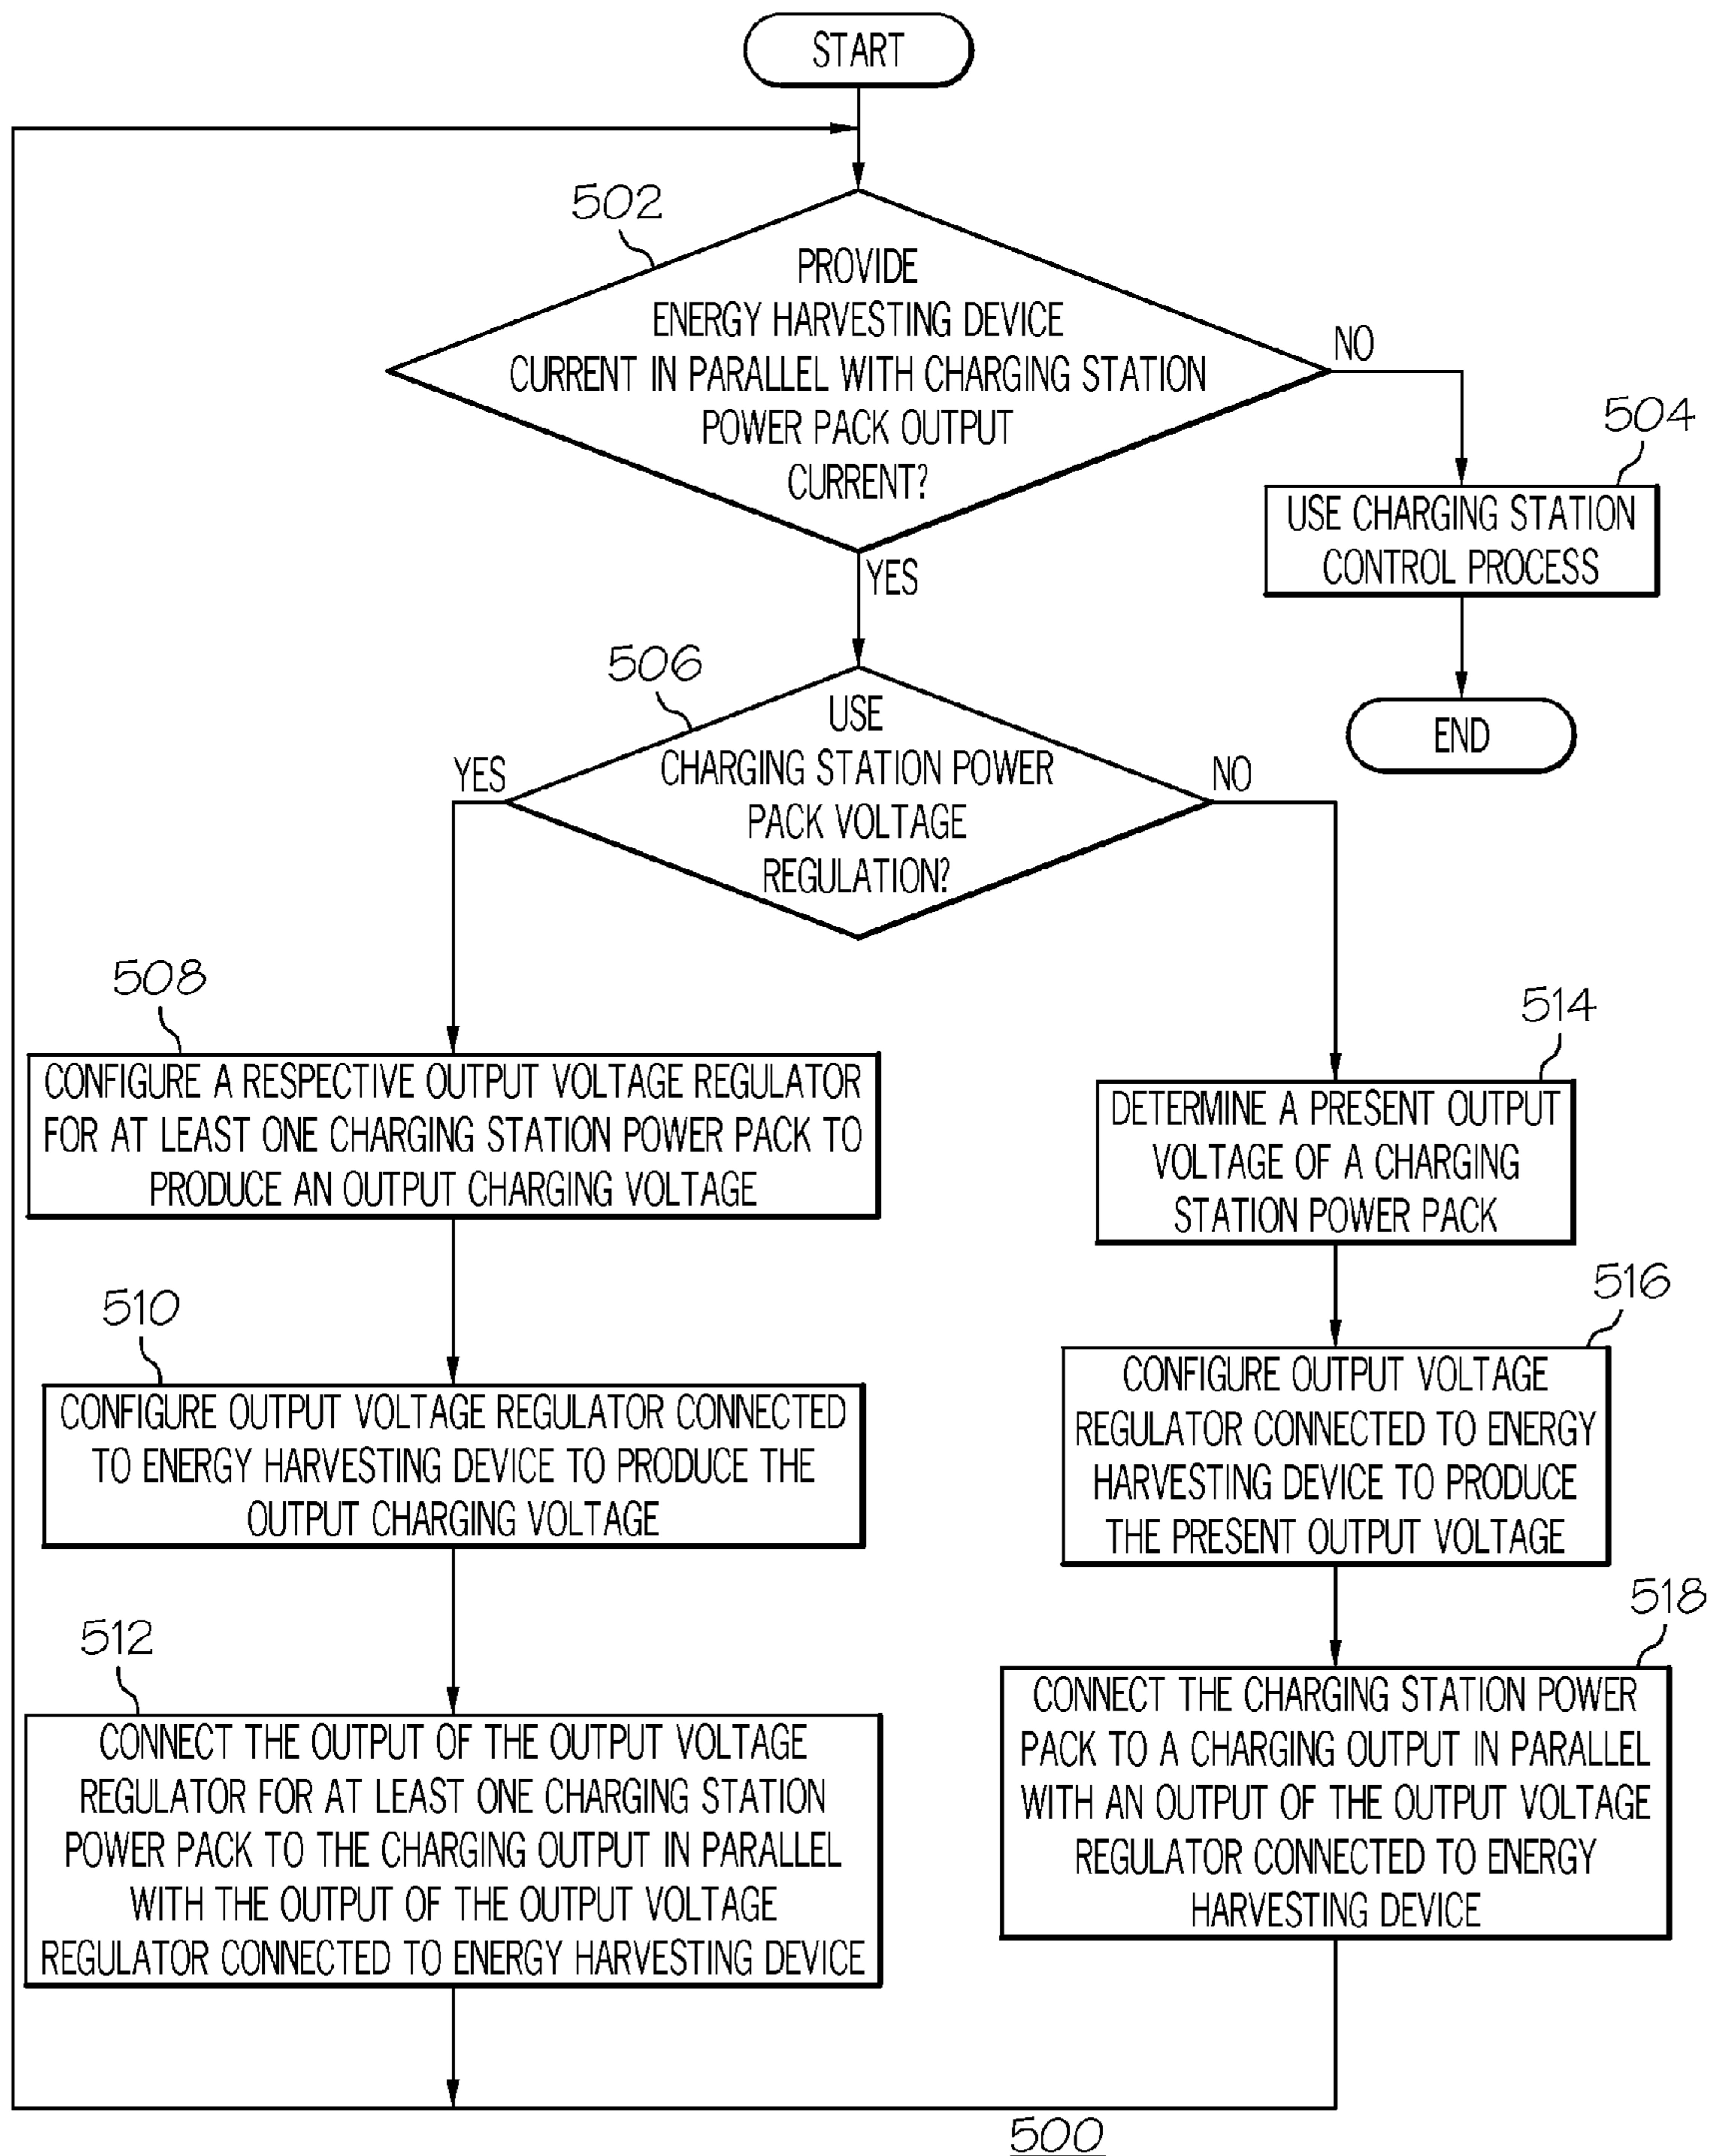 START
502
PROVIDE
ENERGY HARVESTING DEVICE
CURRENT IN PARALLEL WITH CHARGING STATION
POWER PACK OUTPUT
CURRENT?
NO
504
USE CHARGING STATION
CONTROL PROCESS
END
YES
506
USE
CHARGING STATION POWER
PACK VOLTAGE
REGULATION?
YES
NO
508
CONFIGURE A RESPECTIVE OUTPUT VOLTAGE REGULATOR
FOR AT LEAST ONE CHARGING STATION POWER PACK TO
PRODUCE AN OUTPUT CHARGING VOLTAGE
510
CONFIGURE OUTPUT VOLTAGE REGULATOR CONNECTED
TO ENERGY HARVESTING DEVICE TO PRODUCE THE
OUTPUT CHARGING VOLTAGE
512
CONNECT THE OUTPUT OF THE OUTPUT VOLTAGE
REGULATOR FOR AT LEAST ONE CHARGING STATION
POWER PACK TO THE CHARGING OUTPUT IN PARALLEL
WITH THE OUTPUT OF THE OUTPUT VOLTAGE
REGULATOR CONNECTED TO ENERGY HARVESTING DEVICE
514
DETERMINE A PRESENT OUTPUT
VOLTAGE OF A CHARGING
STATION POWER PACK
516
CONFIGURE OUTPUT VOLTAGE
REGULATOR CONNECTED TO ENERGY
HARVESTING DEVICE TO PRODUCE
THE PRESENT OUTPUT VOLTAGE
518
CONNECT THE CHARGING STATION POWER
PACK TO A CHARGING OUTPUT IN PARALLEL
WITH AN OUTPUT OF THE OUTPUT VOLTAGE
REGULATOR CONNECTED TO ENERGY
HARVESTING DEVICE
500